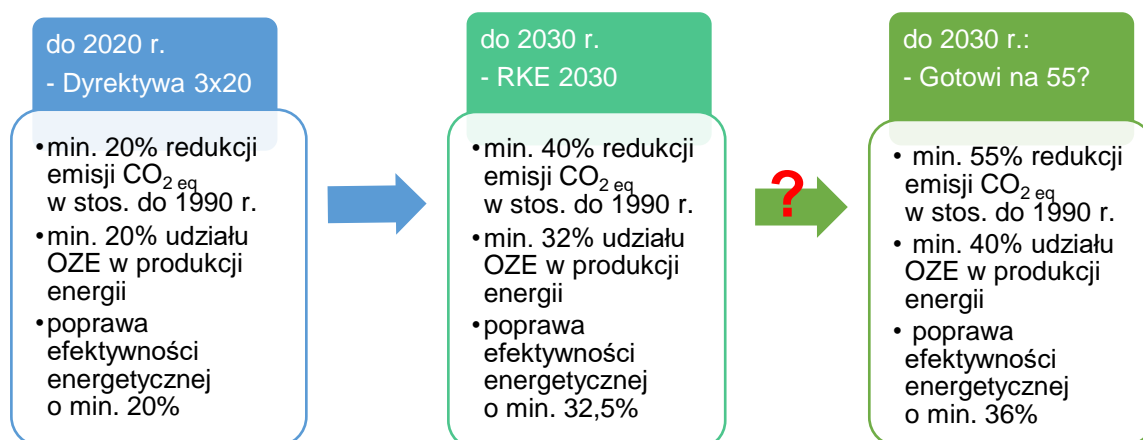 do 2020 r.
- Dyrektywa 3x20
•min. 20% redukcji
emisji CO2 eq
w stos. do 1990 r.
•min. 20% udziału
OZE w produkcji
energii
•poprawa
efektywności
energetycznej
o min. 20%
do 2030 r.
- RKE 2030
•min. 40% redukcji
emisji CO2 eq
w stos. do 1990 r.
•min. 32% udziału
OZE w produkcji
energii
•poprawa
efektywności
energetycznej
o min. 32,5%
?
do 2030 r.:
- Gotowi na 55?
• min. 55% redukcji
emisji CO2 eq
w stos. do 1990 r.
• min. 40% udziału
OZE w produkcji
energii
• poprawa
efektywności
energetycznej
o min. 36%